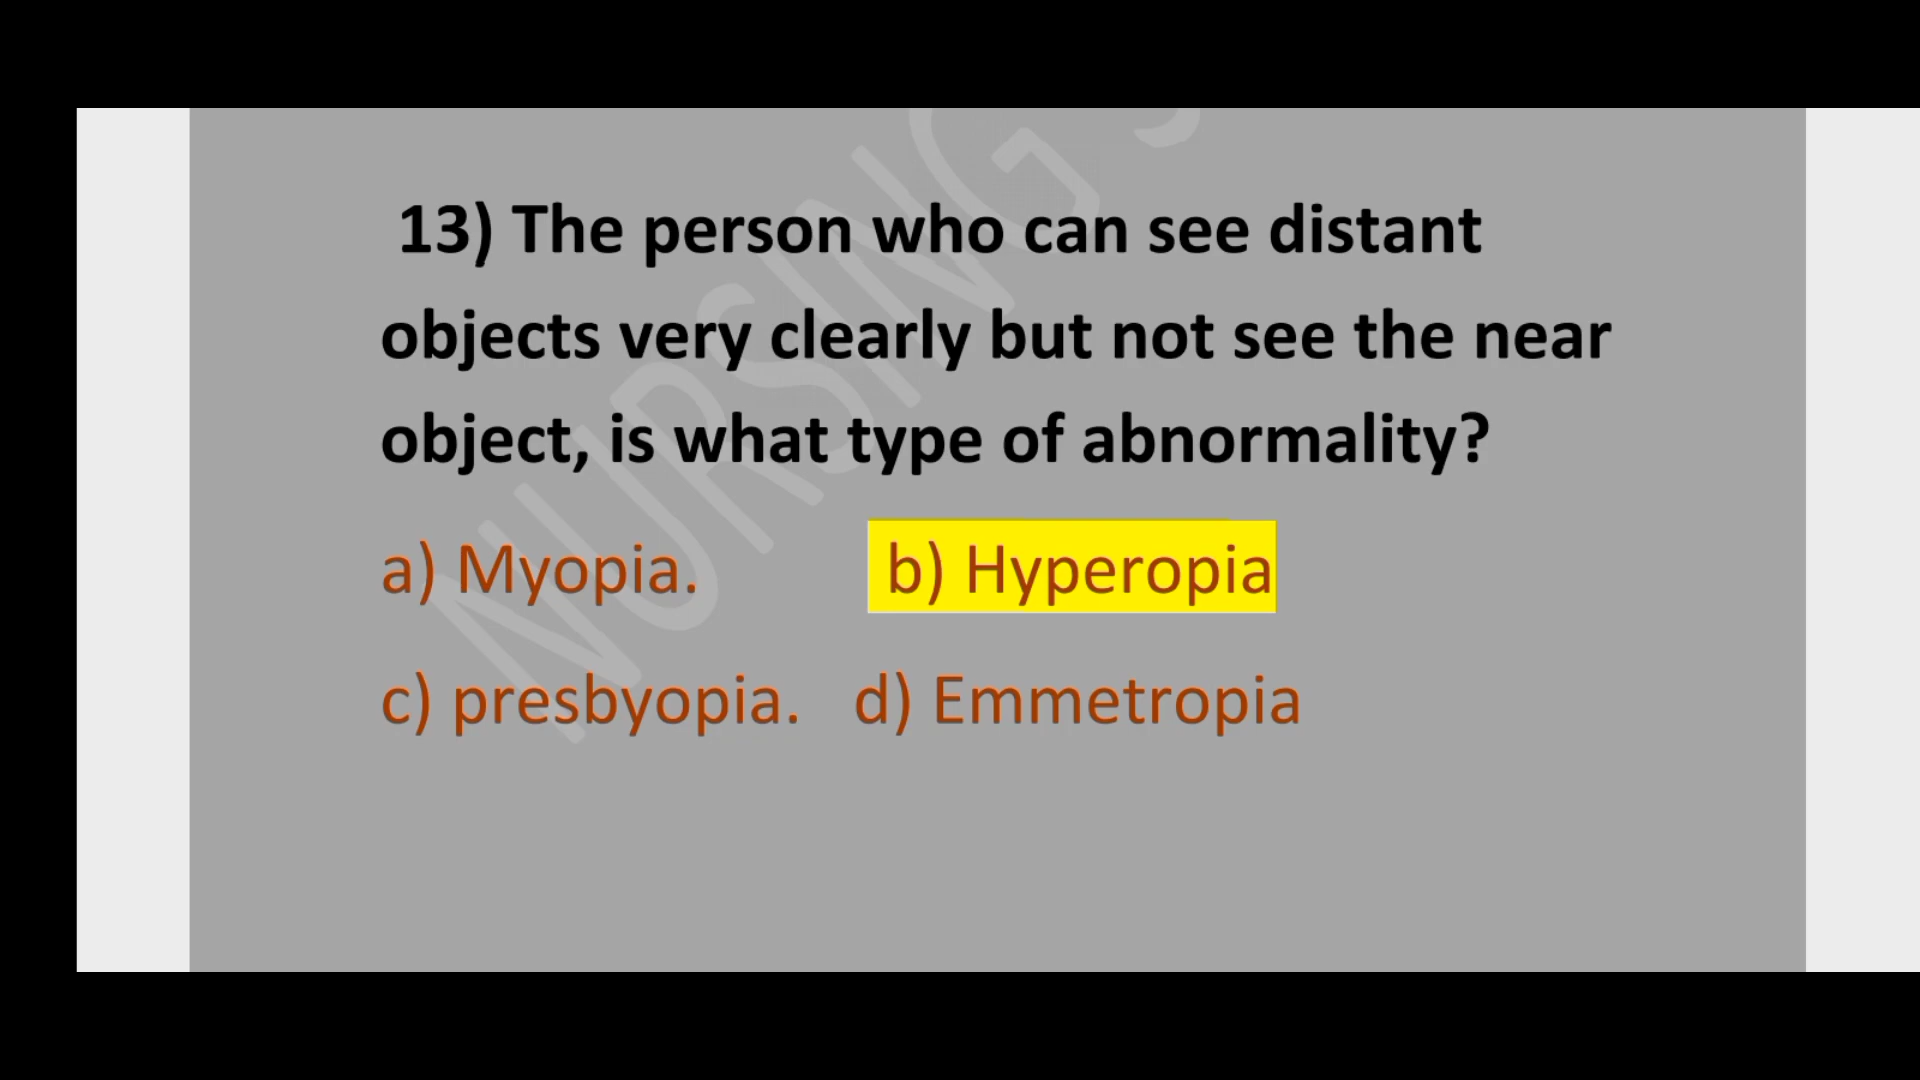 13) The person who can see distant
objects very clearly but not see the near
object, is what type of abnormality?
a) Myopia. b) Hyperopia
c) presbyopia. d) Emmetropia
NURSING